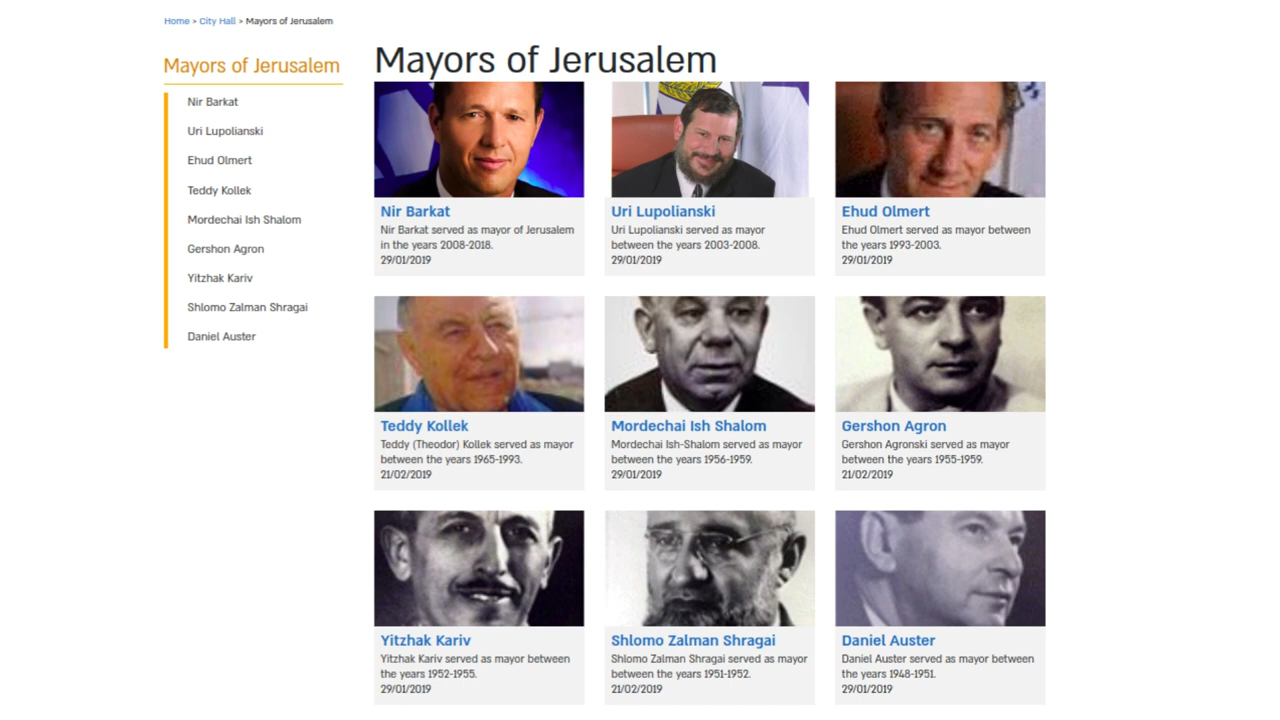 Home > City Hall > Mayors of Jerusalem
Mayors of Jerusalem
Nir Barkat
Uri Lupolianski
Ehud Olmert
Teddy Kollek
Mordechai Ish Shalom
Gershon Agron
Yitzhak Kariv
Shlomo Zalman Shragai
Daniel Auster
Mayors of Jerusalem
Nir Barkat
Nir Barkat served as mayor of Jerusalem
in the years 2008-2018.
29/01/2019
Uri Lupolianski
Uri Lupolianski served as mayor
between the years 2003-2008.
29/01/2019
Ehud Olmert
Ehud Olmert served as mayor between
the years 1993-2003.
29/01/2019
Teddy Kollek
Teddy (Theodor) Kollek served as mayor
between the years 1965-1993.
21/02/2019
Mordechai Ish Shalom
Mordechai Ish-Shalom served as mayor
between the years 1956-1959.
29/01/2019
Gershon Agron
Gershon Agronski served as mayor
between the years 1955-1959.
21/02/2019
Yitzhak Kariv
Yitzhak Kariv served as mayor between
the years 1952-1955.
29/01/2019
Shlomo Zalman Shragai
Shlomo Zalman Shragai served as mayor
between the years 1951-1952.
21/02/2019
Daniel Auster
Daniel Auster served as mayor between
the years 1948-1951.
29/01/2019